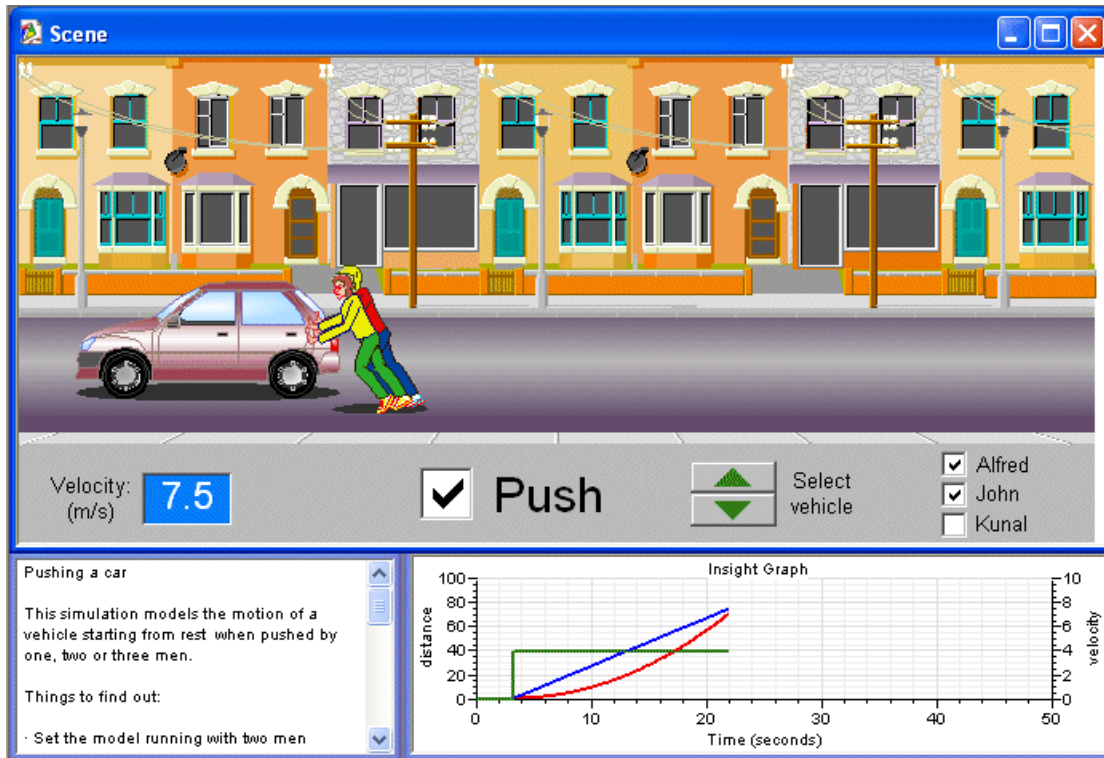 Scene
Velocity:
(m/s)
7.5
Push
Select
vehicle
Alfred
John
Kunal
Pushing a car
This simulation models the motion of a
vehicle starting from rest when pushed by
one, two or three men.
Things to find out:
· Set the model running with two men
Insight Graph
distance
100
80
60
40
20
0
0 10 20 30 40 50
Time (seconds)
10
8
6
4
2
0
velocity